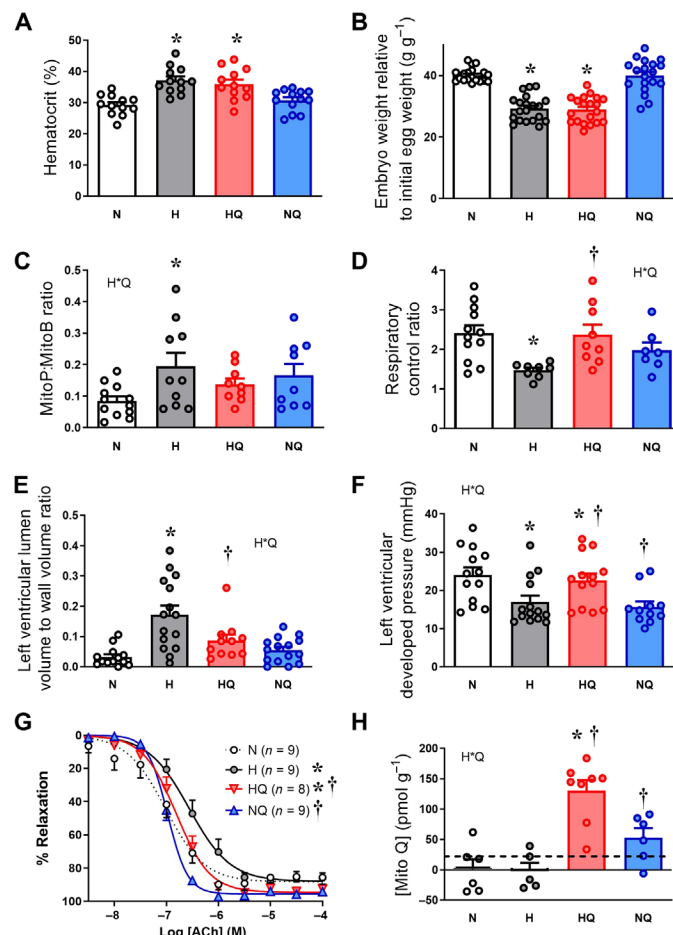 A
Hematocrit (%)
60
40
20
0
*
*
N
H
HQ
NQ
B
Embryo weight relative
to initial egg weight (g g⁻¹)
60
40
20
0
*
*
N
H
HQ
NQ
C
MitoP:MitoB ratio
0.5
0.4
0.3
0.2
0.1
0.0
H*Q
*
N
H
HQ
NQ
D
Respiratory
control ratio
4
3
2
1
0
*
†
H*Q
N
H
HQ
NQ
E
Left ventricular lumen
volume to wall volume ratio
0.5
0.4
0.3
0.2
0.1
0.0
*
†
H*Q
N
H
HQ
NQ
F
Left ventricular
developed pressure (mmHg)
40
30
20
10
0
H*Q
*
* †
†
N
H
HQ
NQ
G
% Relaxation
0
20
40
60
80
100
N (n = 9)
H (n = 9) *
HQ (n = 8) * †
NQ (n = 9) †
−8
−7
−6
−5
−4
Log [ACh] (M)
H
[Mito Q] (pmol g⁻¹)
200
150
100
50
0
−50
H*Q
* †
†
N
H
HQ
NQ